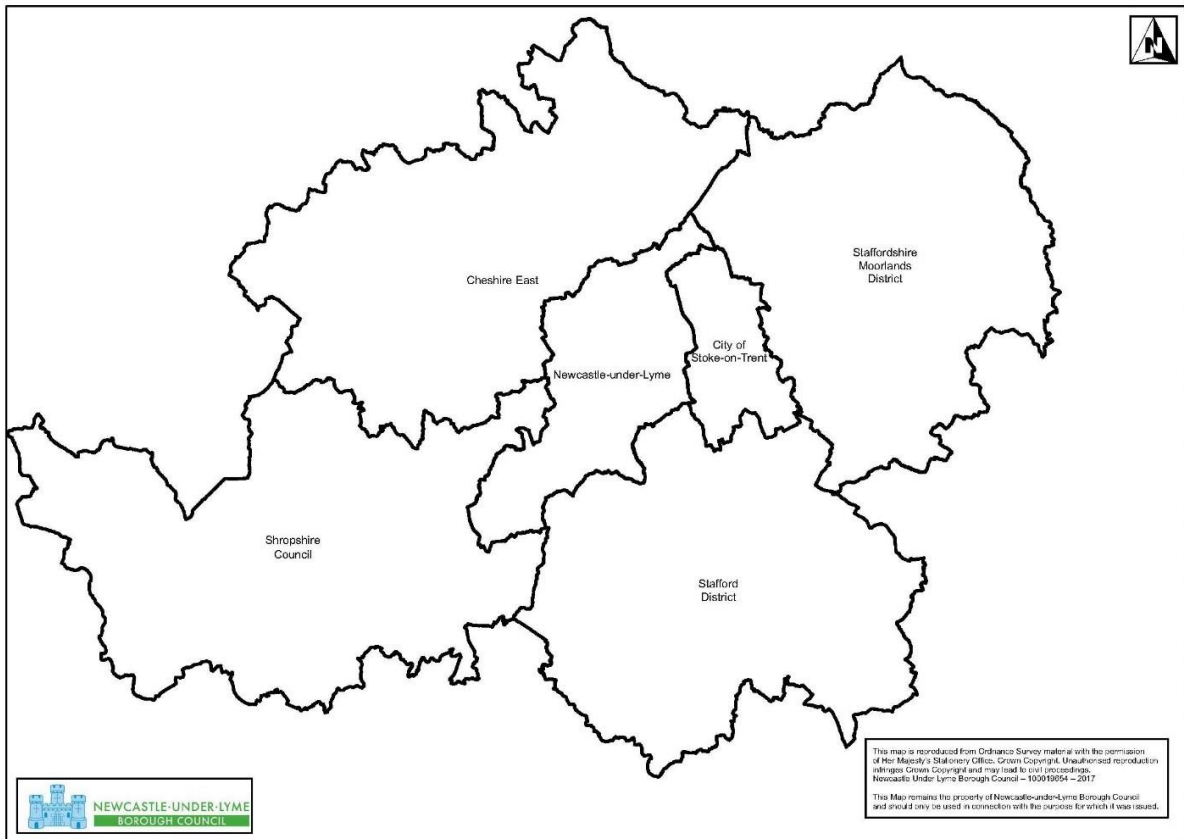 N
Staffordshire
Moorlands
District
Cheshire East
City of
Stoke-on-Trent
Newcastle-under-Lyme
Shropshire
Council
Stafford
District
This map is reproduced from Ordnance Survey material with the permission
of Her Majesty's Stationery Office. Crown Copyright. Unauthorised reproduction
infringes Crown Copyright and may lead to civil proceedings.
Newcastle Under Lyme Borough Council – 100019654 – 2017
This Map remains the property of Newcastle-under-Lyme Borough Council
and should only be used in connection with the purpose for which it was issued.
NEWCASTLE·UNDER·LYME
BOROUGH COUNCIL